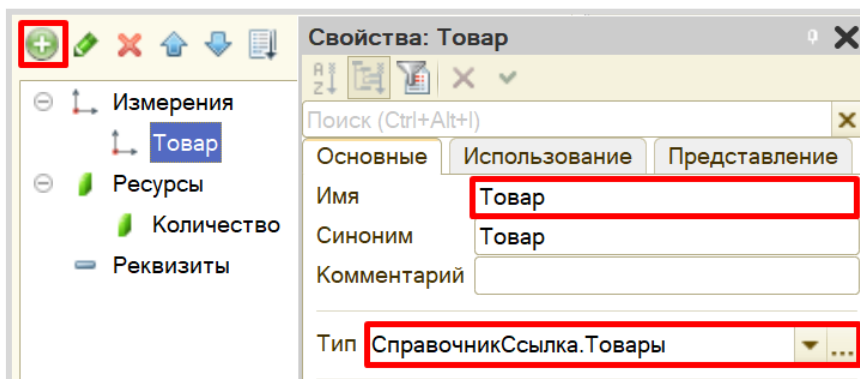 Свойства: Товар
Поиск (Ctrl+Alt+I)
Измерения
Товар
Ресурсы
Количество
Реквизиты
Основные Использование Представление
Имя Товар
Синоним Товар
Комментарий
Тип СправочникСсылка.Товары ...